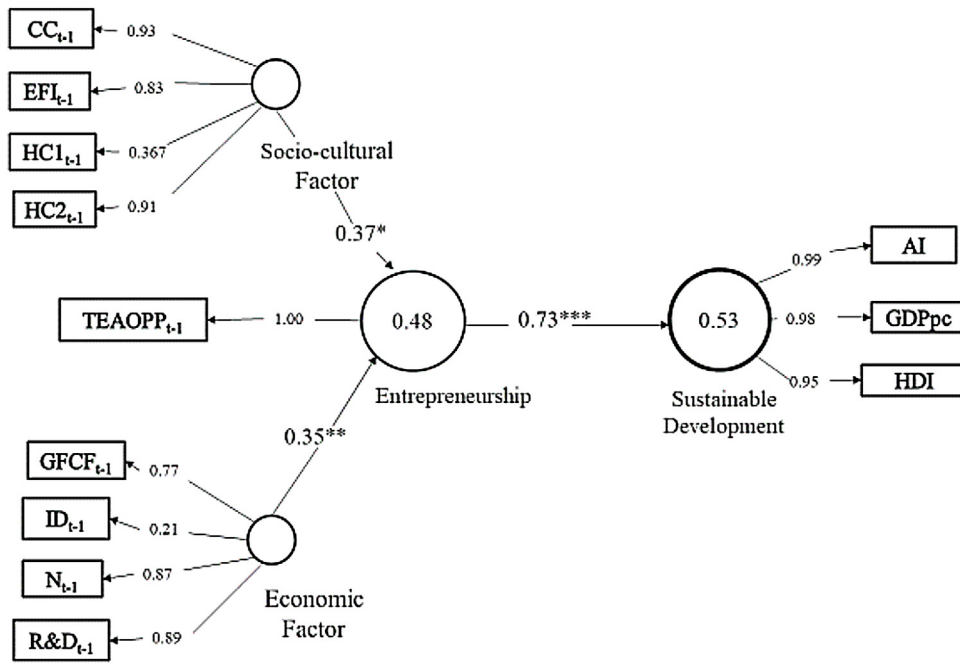 CCt-1
0.93
EFIt-1
0.83
HC1t-1
0.367
HC2t-1
0.91
Socio-cultural
Factor
0.37*
TEAOPPt-1
1.00
0.48
Entrepreneurship
0.73***
0.53
Sustainable
Development
0.99
AI
0.98
GDPpc
0.95
HDI
0.35**
GFCFt-1
0.77
IDt-1
0.21
Nt-1
0.87
R&Dt-1
0.89
Economic
Factor